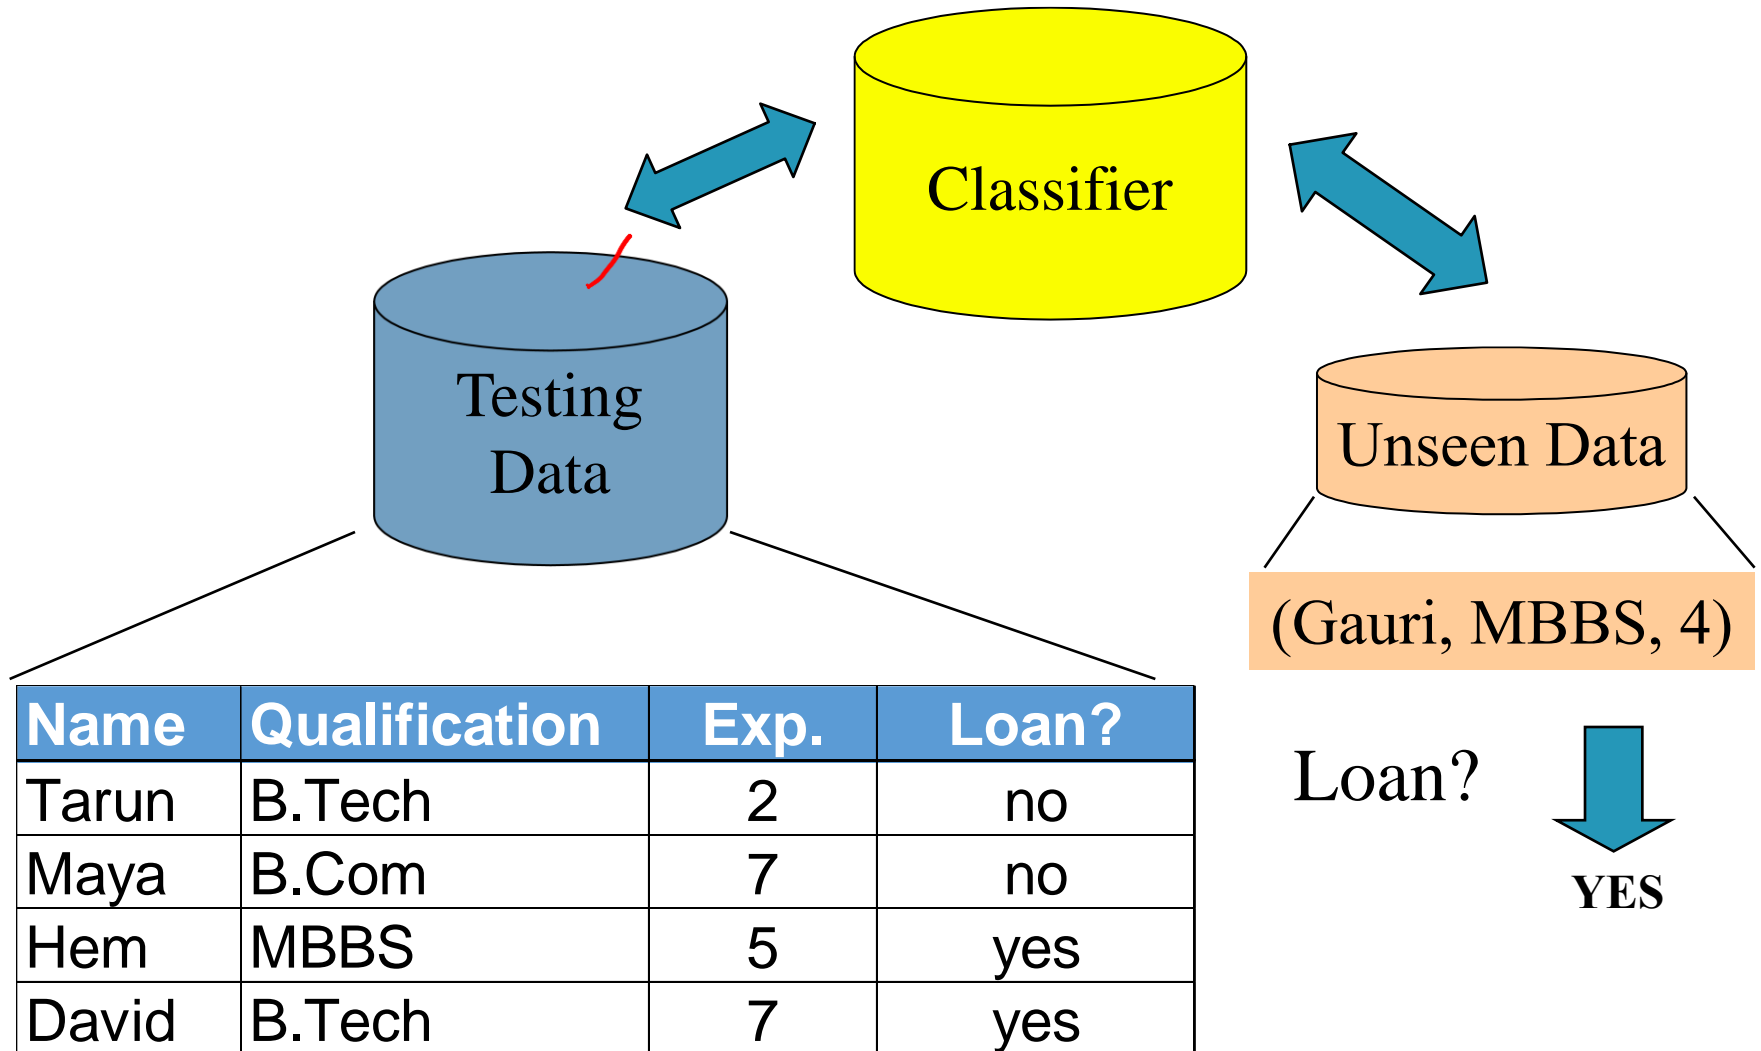 Classifier
Testing
Data
Unseen Data
(Gauri, MBBS, 4)
Name Qualification Exp. Loan?
Tarun B.Tech 2 no
Maya B.Com 7 no
Hem MBBS 5 yes
David B.Tech 7 yes
Loan?
YES